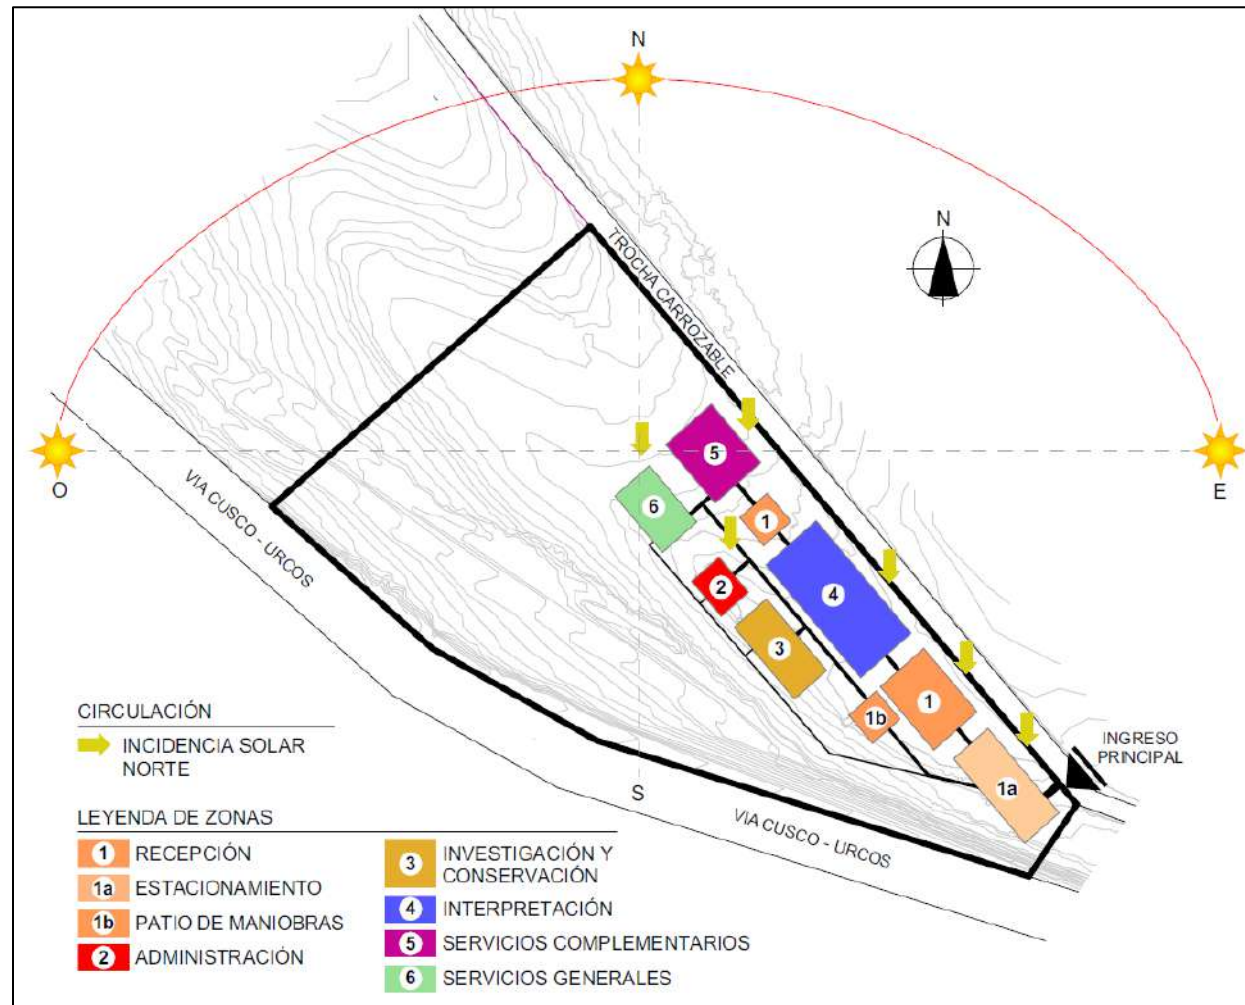 N
N
TROCHA CARROZABLE
O
E
VIA CUSCO - URCOS
5
6
1
2
4
3
1
1b
1a
INGRESO
PRINCIPAL
S
VIA CUSCO - URCOS
CIRCULACIÓN
INCIDENCIA SOLAR
NORTE
LEYENDA DE ZONAS
1 RECEPCIÓN
1a ESTACIONAMIENTO
1b PATIO DE MANIOBRAS
2 ADMINISTRACIÓN
3 INVESTIGACIÓN Y
CONSERVACIÓN
4 INTERPRETACIÓN
5 SERVICIOS COMPLEMENTARIOS
6 SERVICIOS GENERALES